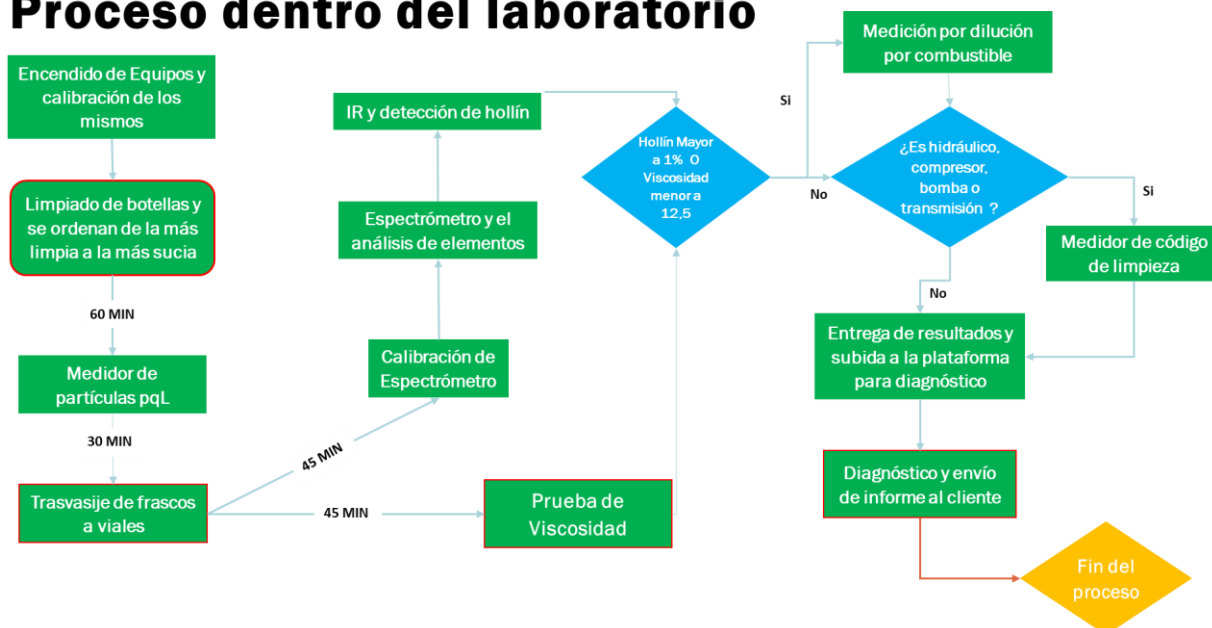 Proceso dentro del laboratorio
Encendido de Equipos y
calibración de los
mismos
Limpiado de botellas y
se ordenan de la más
limpia a la más sucia
60 MIN
Medidor de
partículas pqL
30 MIN
Trasvasije de frascos
a viales
45 MIN
45 MIN
Calibración de
Espectrómetro
Espectrómetro y el
análisis de elementos
IR y detección de hollín
Prueba de
Viscosidad
Hollín Mayor
a 1% O
Viscosidad
menor a
12,5
Si
No
Medición por dilución
por combustible
¿Es hidráulico,
compresor,
bomba o
transmisión ?
Si
No
Medidor de código
de limpieza
Entrega de resultados y
subida a la plataforma
para diagnóstico
Diagnóstico y envío
de informe al cliente
Fin del
proceso